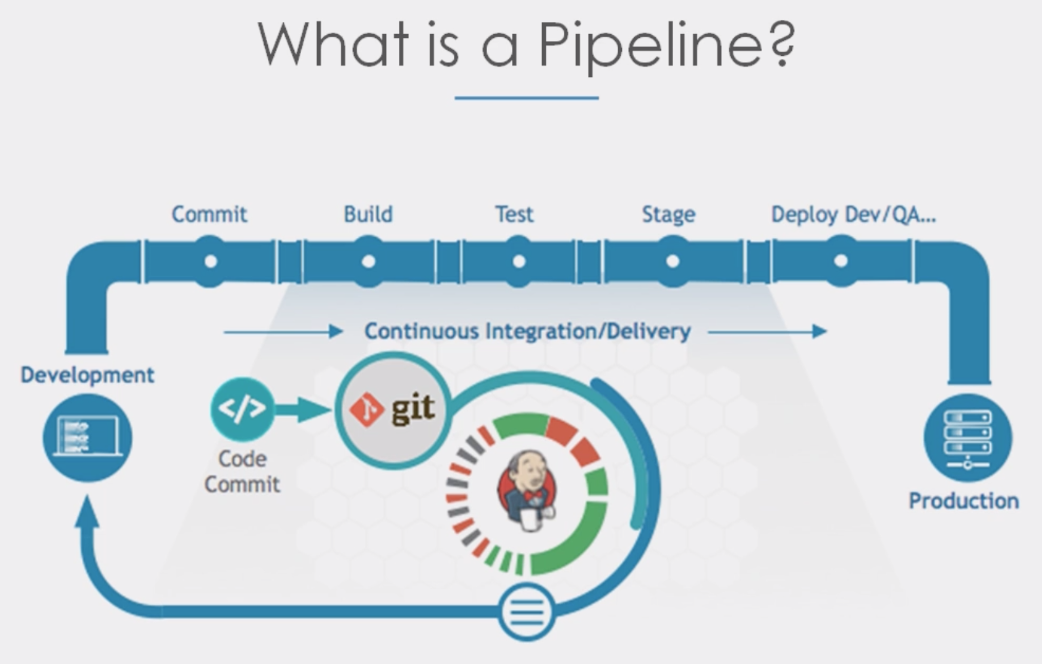 What is a Pipeline?
Commit
Build
Test
Stage
Deploy Dev/QA...
Continuous Integration/Delivery
Development
</>
git
Code
Commit
Production